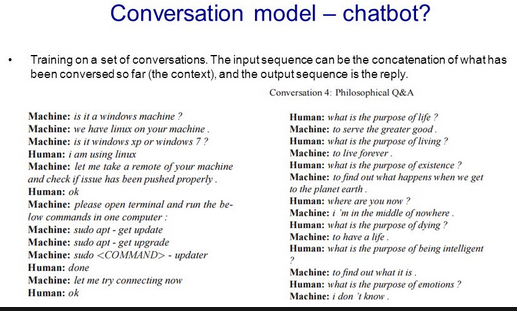 Conversation model – chatbot?
• Training on a set of conversations. The input sequence can be the concatenation of what has
been conversed so far (the context), and the output sequence is the reply.
Conversation 4: Philosophical Q&A
Machine: is it a windows machine ?
Machine: we have linux on your machine .
Machine: is it windows xp or windows 7 ?
Human: i am using linux
Machine: let me take a remote of your machine
and check if issue has been pushed properly .
Human: ok
Machine: please open terminal and run the be-
low commands in one computer :
Machine: sudo apt - get update
Machine: sudo apt - get upgrade
Machine: sudo <COMMAND> - updater
Human: done
Machine: let me try connecting now
Human: ok
Human: what is the purpose of life ?
Machine: to serve the greater good .
Human: what is the purpose of living ?
Machine: to live forever .
Human: what is the purpose of existence ?
Machine: to find out what happens when we get
to the planet earth .
Human: where are you now ?
Machine: i 'm in the middle of nowhere .
Human: what is the purpose of dying ?
Machine: to have a life .
Human: what is the purpose of being intelligent
?
Machine: to find out what it is .
Human: what is the purpose of emotions ?
Machine: i don 't know .